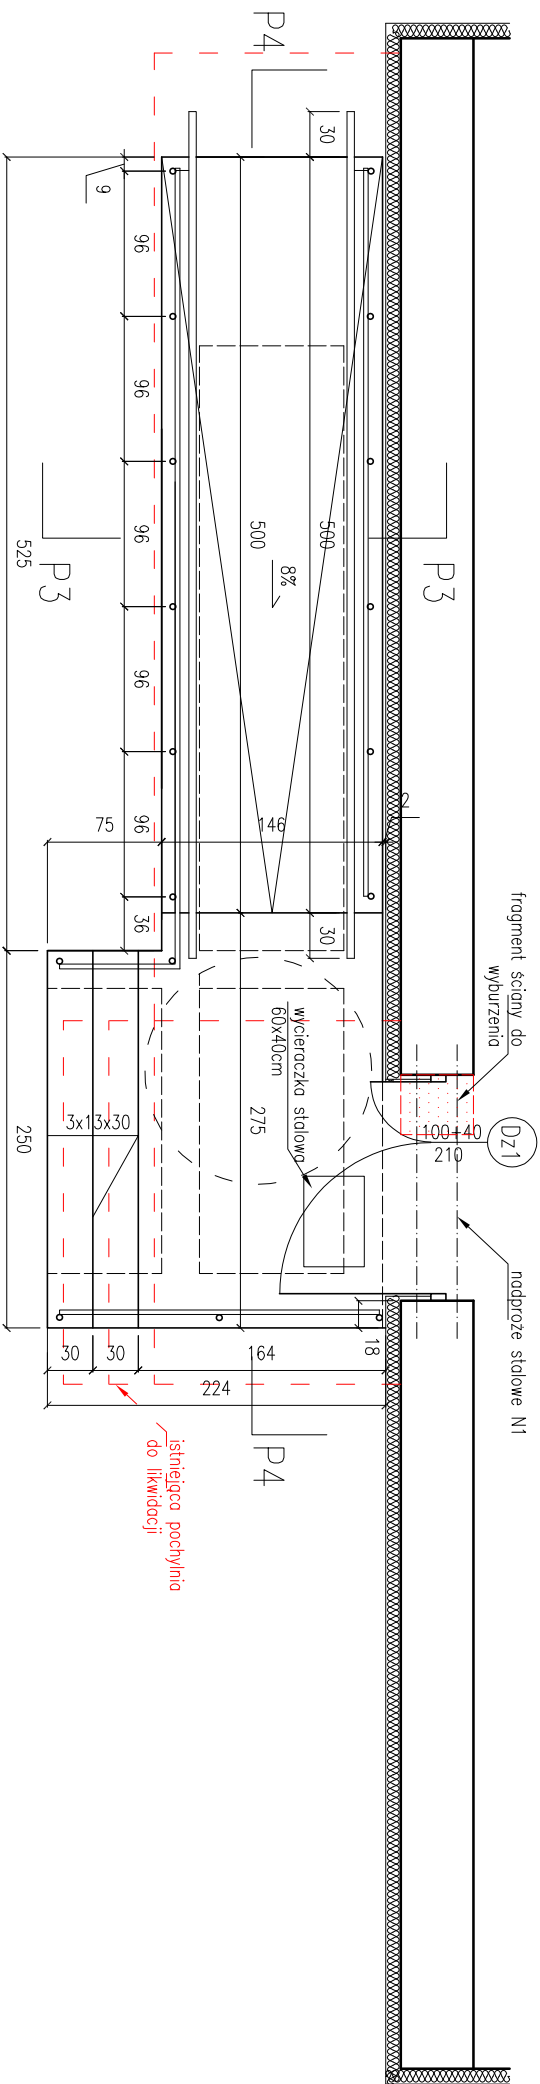 P4
30
9
96
96
96
96
96
36
525
500
500
8%
P3
P3
75
146
2
30
fragment ściany do
wyburzenia
Dz1
100+40
210
nadproże stalowe N1
wycieraczka stalowa
60x40cm
275
3x13x30
250
30
30
164
18
224
P4
istniejąca pochylnia
do likwidacji